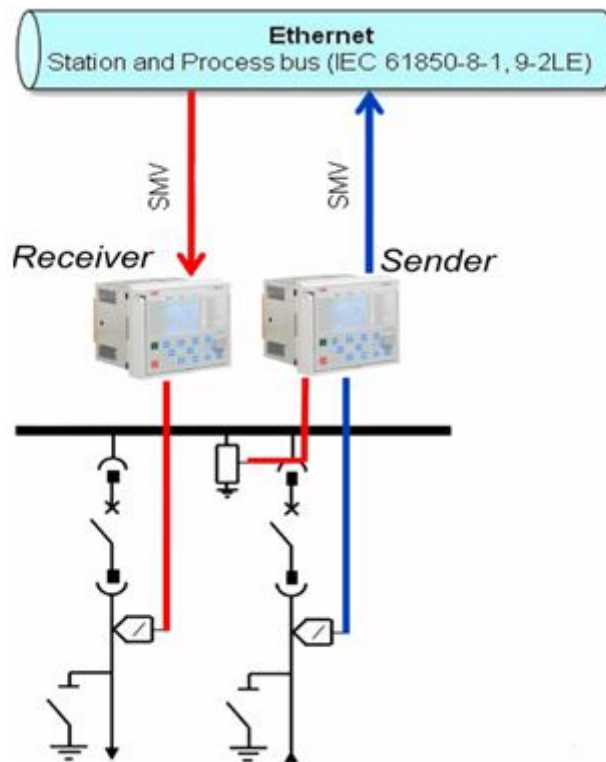 Ethernet
Station and Process bus (IEC 61850-8-1, 9-2LE)
SMV
SMV
Receiver
Sender